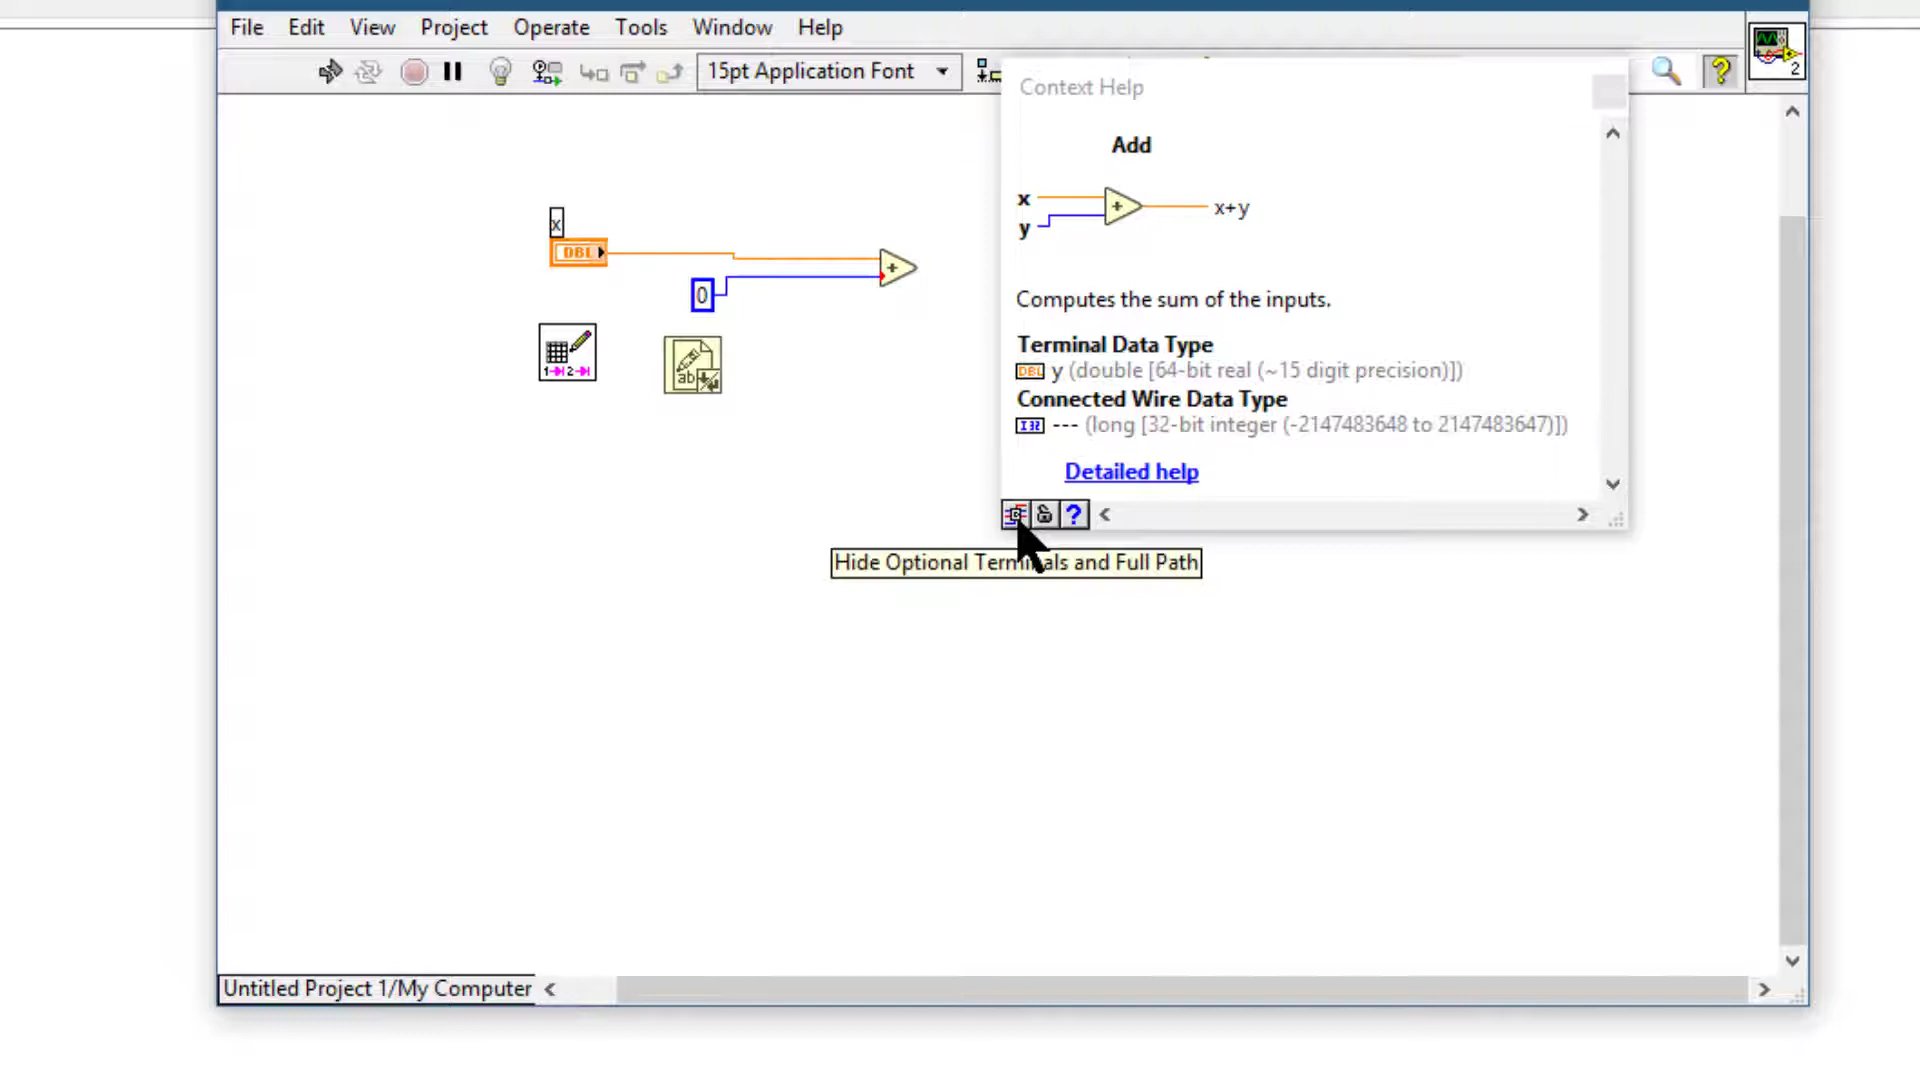 File Edit View Project Operate Tools Window Help
15pt Application Font
2
Context Help
Add
x
y
x+y
x
DBL
0
1 2
ab
Computes the sum of the inputs.
Terminal Data Type
DBL y (double [64-bit real (~15 digit precision)])
Connected Wire Data Type
I32 --- (long [32-bit integer (-2147483648 to 2147483647)])
Detailed help
?
Hide Optional Terminals and Full Path
Untitled Project 1/My Computer